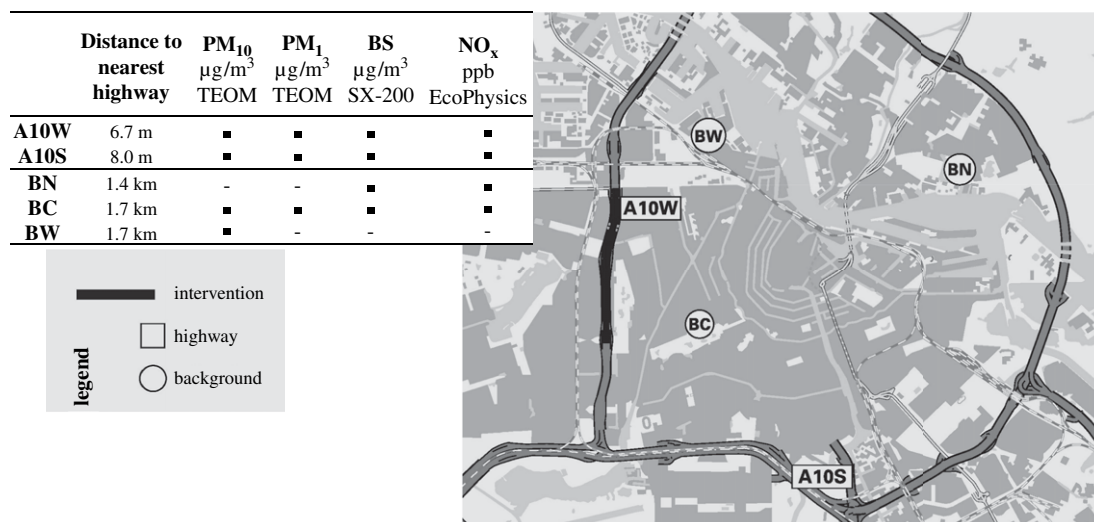 Distance to nearest highway PM₁₀ µg/m³ TEOM PM₁ µg/m³ TEOM BS µg/m³ SX-200 NOₓ ppb EcoPhysics
A10W 6.7 m ▪ ▪ ▪ ▪
A10S 8.0 m ▪ ▪ ▪ ▪
BN 1.4 km - - ▪ ▪
BC 1.7 km ▪ ▪ ▪ ▪
BW 1.7 km ▪ - - -
legend
intervention
highway
background
BW
BN
A10W
BC
A10S